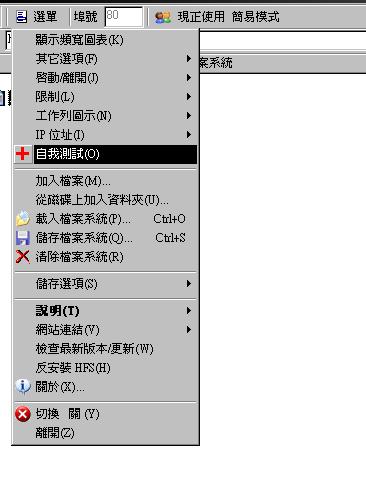 選單 埠號 80 現正使用 簡易模式
顯示頻寬圖表(K)
其它選項(F)
啓動/離開(J)
案系統
限制(L)
工作列圖示(N)
IP 位址(I)
自我測試(O)
加入檔案(M)...
從磁碟上加入資料夾(U)...
載入檔案系統(P)... Ctrl+O
儲存檔案系統(Q)... Ctrl+S
清除檔案系統(R)
儲存選項(S)
說明(T)
網站連結(V)
檢查最新版本/更新(W)
反安裝 HFS(H)
關於(X)...
切換 關 (Y)
離開(Z)